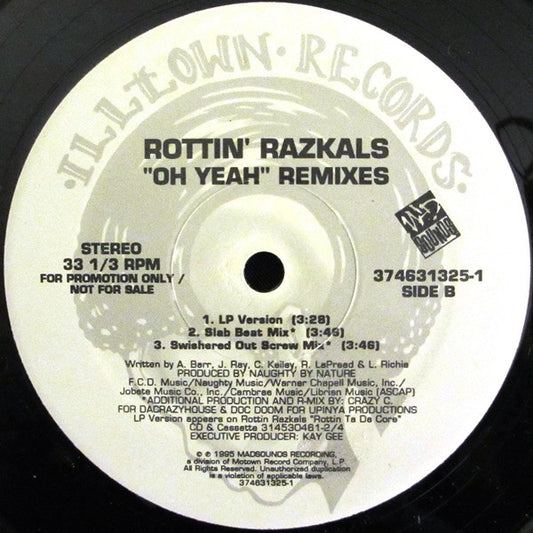 ILLTOWN · RECORDS ·
ROTTIN' RAZKALS
"OH YEAH" REMIXES
STEREO
33 1/3 RPM
FOR PROMOTION ONLY /
NOT FOR SALE
MAD
SOUNDS
374631325-1
SIDE B
1. LP Version (3:28)
2. Slab Beat Mix* (3:46)
3. Swishered Out Screw Mix* (3:46)
Written by A. Barr, J. Ray, C. Kelley, R. LaPread & L. Richie
PRODUCED BY NAUGHTY BY NATURE
F.C.D. Music/Naughty Music/Warner Chapell Music, Inc./
Jobete Music Co., Inc./Cambrae Music/Librian Music (ASCAP)
*ADDITIONAL PRODUCTION AND R-MIX BY: CRAZY C.
FOR DACRAZYHOUSE & DOC DOOM FOR UPINYA PRODUCTIONS
LP Version appears on Rottin Razkals "Rottin Ta Da Core"
CD & Cassette 314530461-2/4
EXECUTIVE PRODUCER: KAY GEE
℗ © 1995 MADSOUNDS RECORDING,
a division of Motown Record Company, L.P.
All Rights Reserved. Unauthorized duplication
is a violation of applicable laws.
374631325-1